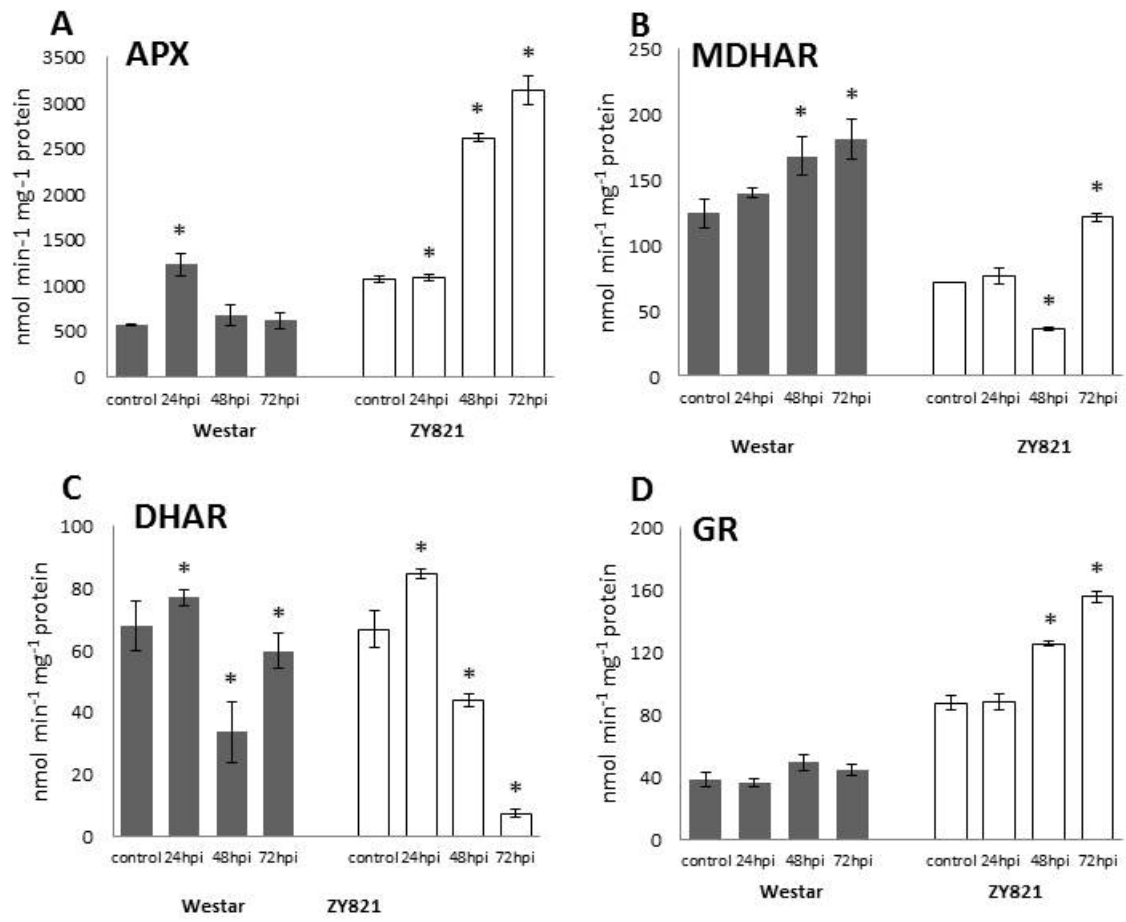 A
APX
nmol min-1 mg-1 protein
3500
3000
2500
2000
1500
1000
500
0
*
*
*
*
control 24hpi 48hpi 72hpi control 24hpi 48hpi 72hpi
Westar ZY821
B
MDHAR
nmol min⁻¹ mg⁻¹ protein
250
200
150
100
50
0
*
*
*
*
control 24hpi 48hpi 72hpi control 24hpi 48hpi 72hpi
Westar ZY821
C
DHAR
nmol min⁻¹ mg⁻¹ protein
100
80
60
40
20
0
*
*
*
*
*
*
control 24hpi 48hpi 72hpi control 24hpi 48hpi 72hpi
Westar ZY821
D
GR
nmol min⁻¹ mg⁻¹ protein
200
160
120
80
40
0
*
*
control 24hpi 48hpi 72hpi control 24hpi 48hpi 72hpi
Westar ZY821